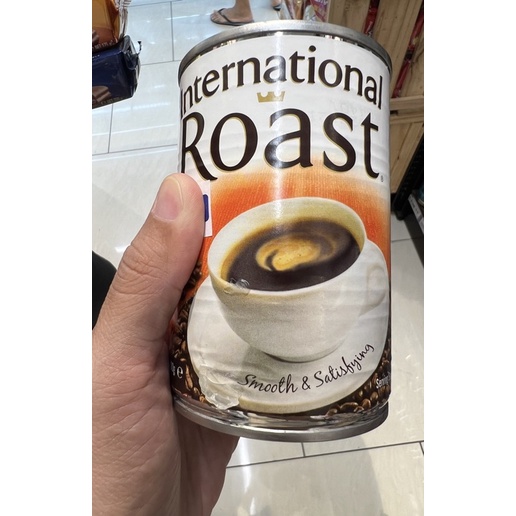 International
Roast
®
Smooth & Satisfying